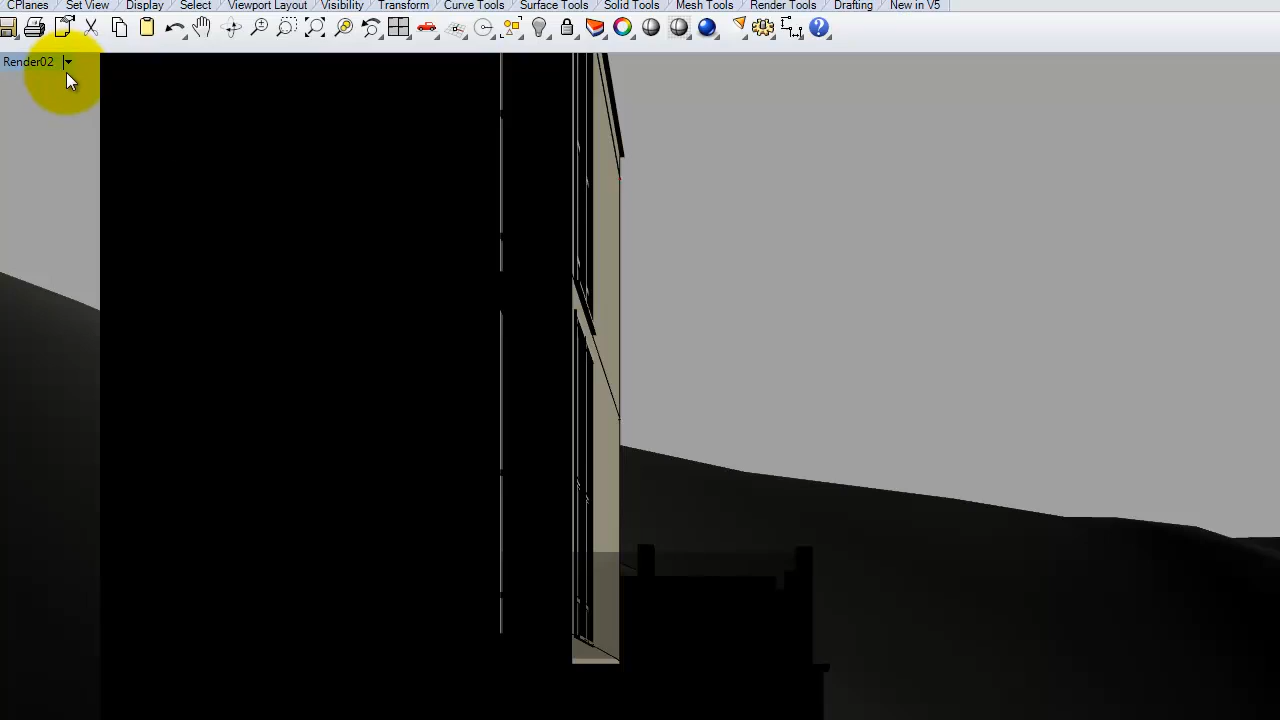 CPlanes Set View Display Select Viewport Layout Visibility Transform Curve Tools Surface Tools Solid Tools Mesh Tools Render Tools Drafting New in V5
Render02